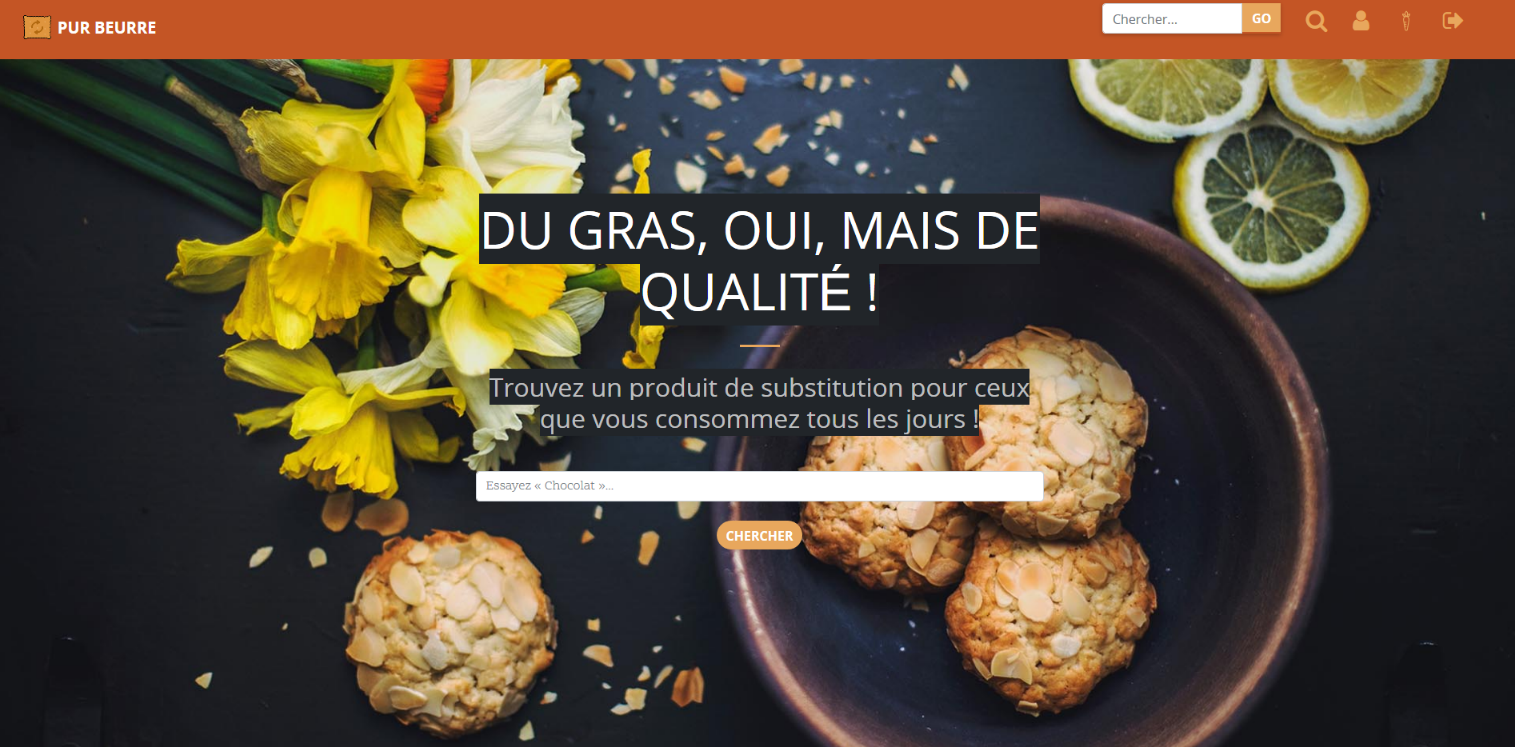 PUR BEURRE
Chercher...
GO
DU GRAS, OUI, MAIS DE
QUALITÉ !
Trouvez un produit de substitution pour ceux
que vous consommez tous les jours !
Essayez « Chocolat »...
CHERCHER